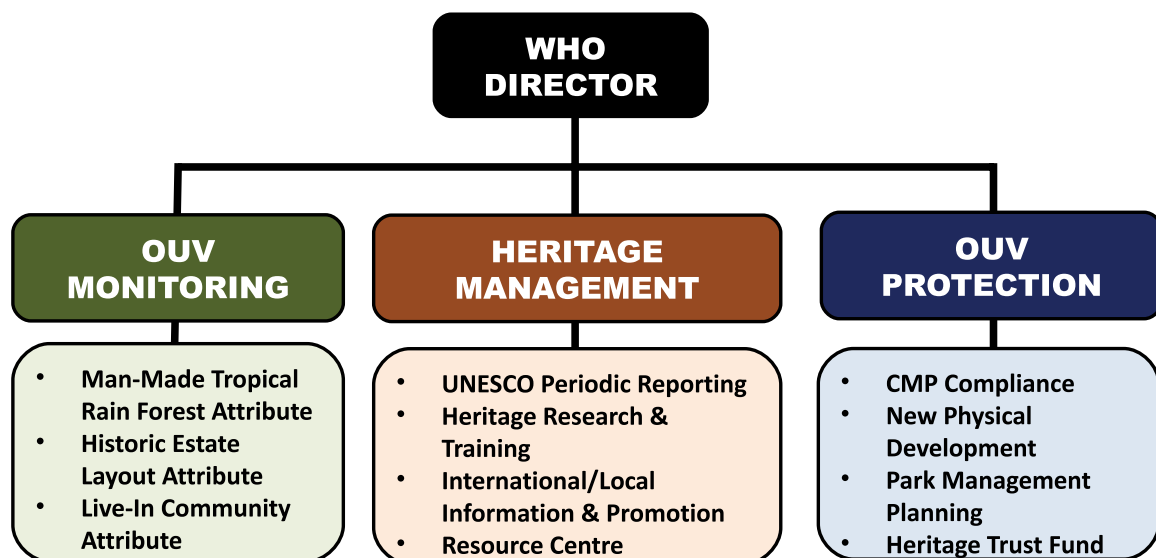 WHO
DIRECTOR
OUV
MONITORING
• Man-Made Tropical
Rain Forest Attribute
• Historic Estate
Layout Attribute
• Live-In Community
Attribute
HERITAGE
MANAGEMENT
• UNESCO Periodic Reporting
• Heritage Research &
Training
• International/Local
Information & Promotion
• Resource Centre
OUV
PROTECTION
• CMP Compliance
• New Physical
Development
• Park Management
Planning
• Heritage Trust Fund